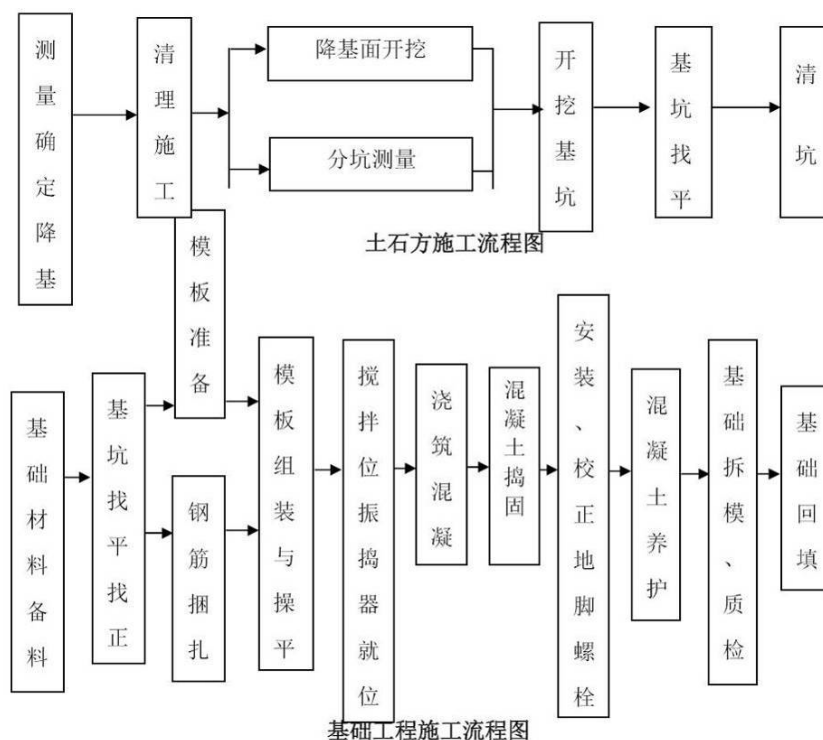 测量确定降基
清理施工
降基面开挖
分坑测量
开挖基坑
基坑找平
清坑
土石方施工流程图
基础材料备料
基坑找平找正
模板准备
钢筋捆扎
模板组装与操平
搅拌位振捣器就位
浇筑混凝
混凝土捣固
安装、校正地脚螺栓
混凝土养护
基础拆模、质检
基础回填
基础工程施工流程图